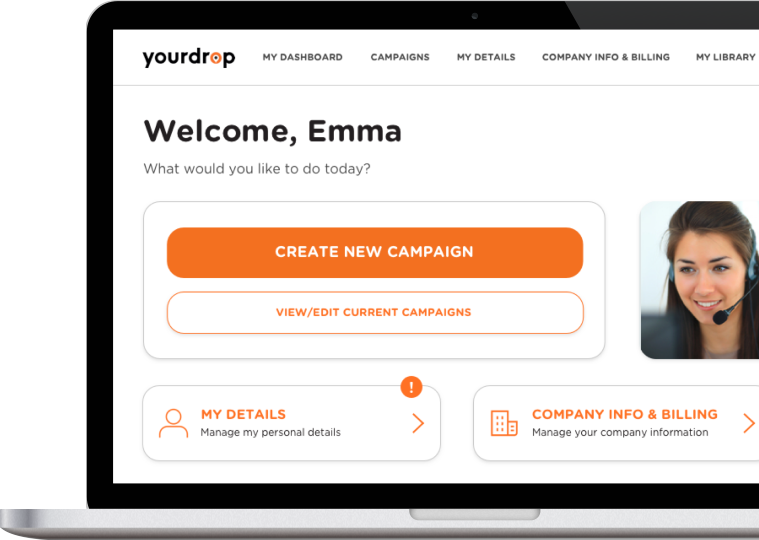 yourdrop
MY DASHBOARD
CAMPAIGNS
MY DETAILS
COMPANY INFO & BILLING
MY LIBRARY
Welcome, Emma
What would you like to do today?
CREATE NEW CAMPAIGN
VIEW/EDIT CURRENT CAMPAIGNS
!
MY DETAILS
Manage my personal details
COMPANY INFO & BILLING
Manage your company information